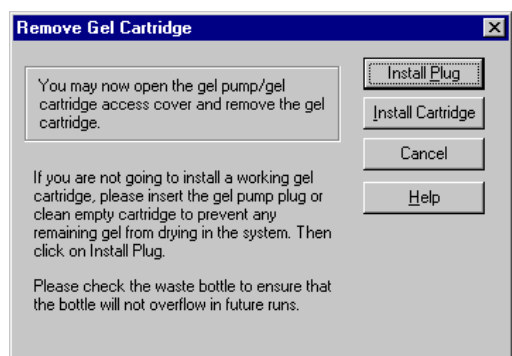 Remove Gel Cartridge
You may now open the gel pump/gel
cartridge access cover and remove the gel
cartridge.
Install Plug
Install Cartridge
Cancel
Help
If you are not going to install a working gel
cartridge, please insert the gel pump plug or
clean empty cartridge to prevent any
remaining gel from drying in the system. Then
click on Install Plug.
Please check the waste bottle to ensure that
the bottle will not overflow in future runs.